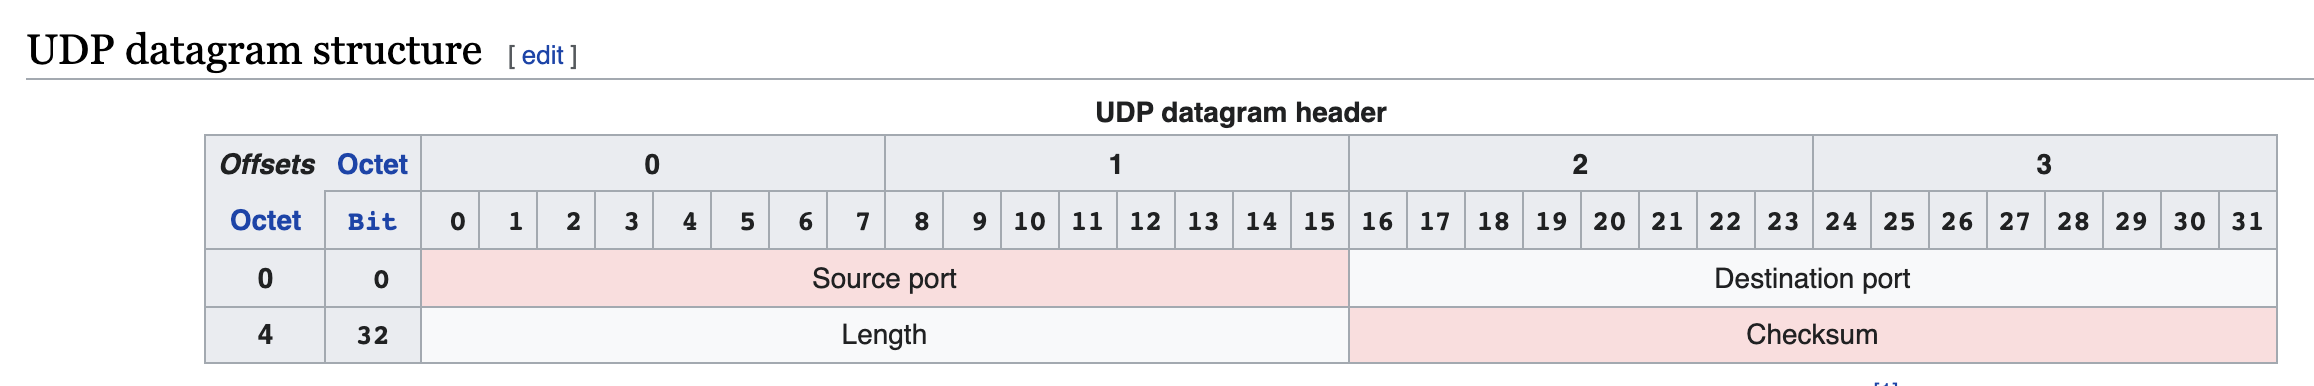 UDP datagram structure [ edit ]
UDP datagram header
Offsets Octet 0 1 2 3
Octet Bit 0 1 2 3 4 5 6 7 8 9 10 11 12 13 14 15 16 17 18 19 20 21 22 23 24 25 26 27 28 29 30 31
0 0 Source port Destination port
4 32 Length Checksum